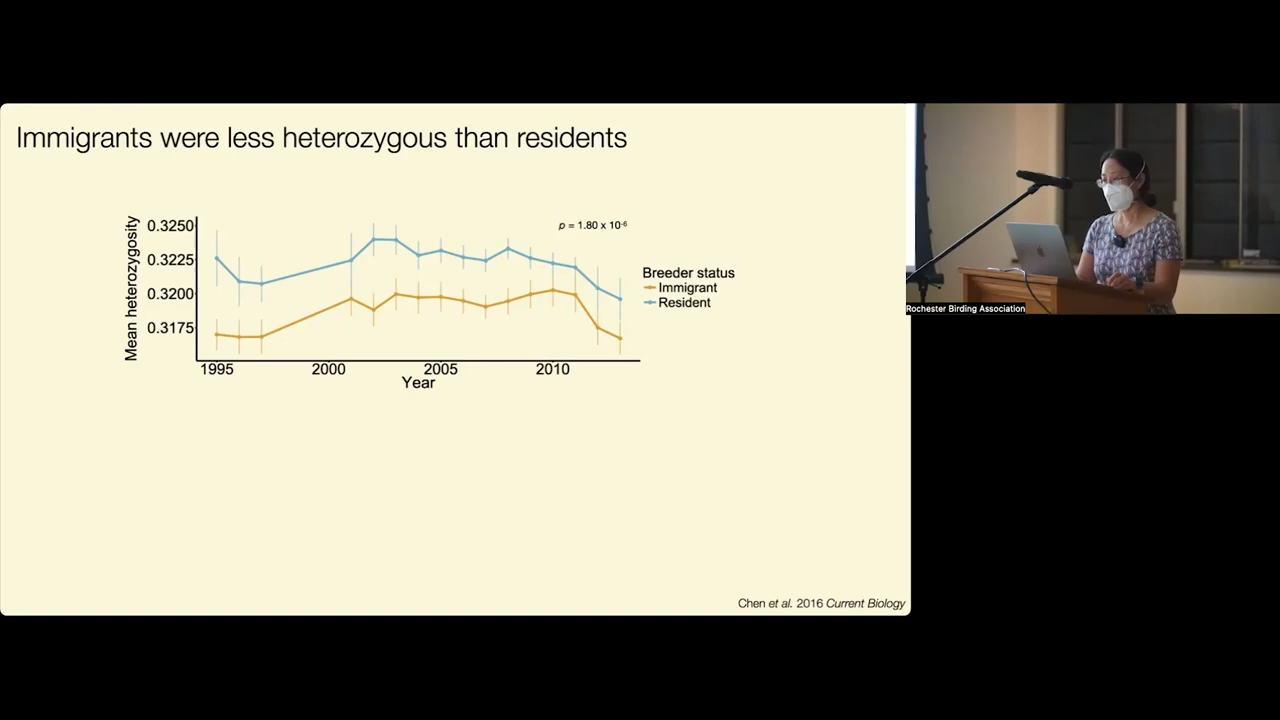 Immigrants were less heterozygous than residents
Mean heterozygosity
0.3250
0.3225
0.3200
0.3175
p = 1.80 x 10⁻⁶
Breeder status
Immigrant
Resident
1995 2000 2005 2010
Year
Chen et al. 2016 Current Biology
Rochester Birding Association